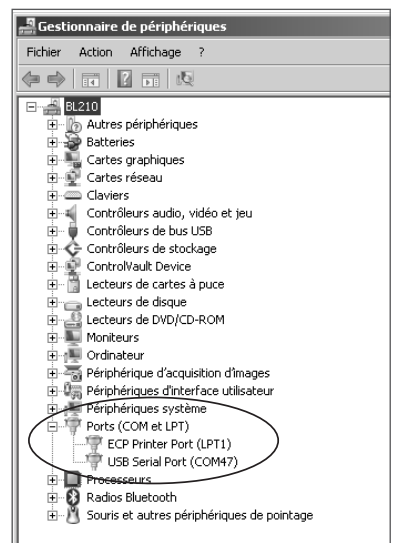 Gestionnaire de périphériques
Fichier Action Affichage ?
BL210
Autres périphériques
Batteries
Cartes graphiques
Cartes réseau
Claviers
Contrôleurs audio, vidéo et jeu
Contrôleurs de bus USB
Contrôleurs de stockage
ControlVault Device
Lecteurs de cartes à puce
Lecteurs de disque
Lecteurs de DVD/CD-ROM
Moniteurs
Ordinateur
Périphérique d'acquisition d'images
Périphériques d'interface utilisateur
Périphériques système
Ports (COM et LPT)
ECP Printer Port (LPT1)
USB Serial Port (COM47)
Processeurs
Radios Bluetooth
Souris et autres périphériques de pointage